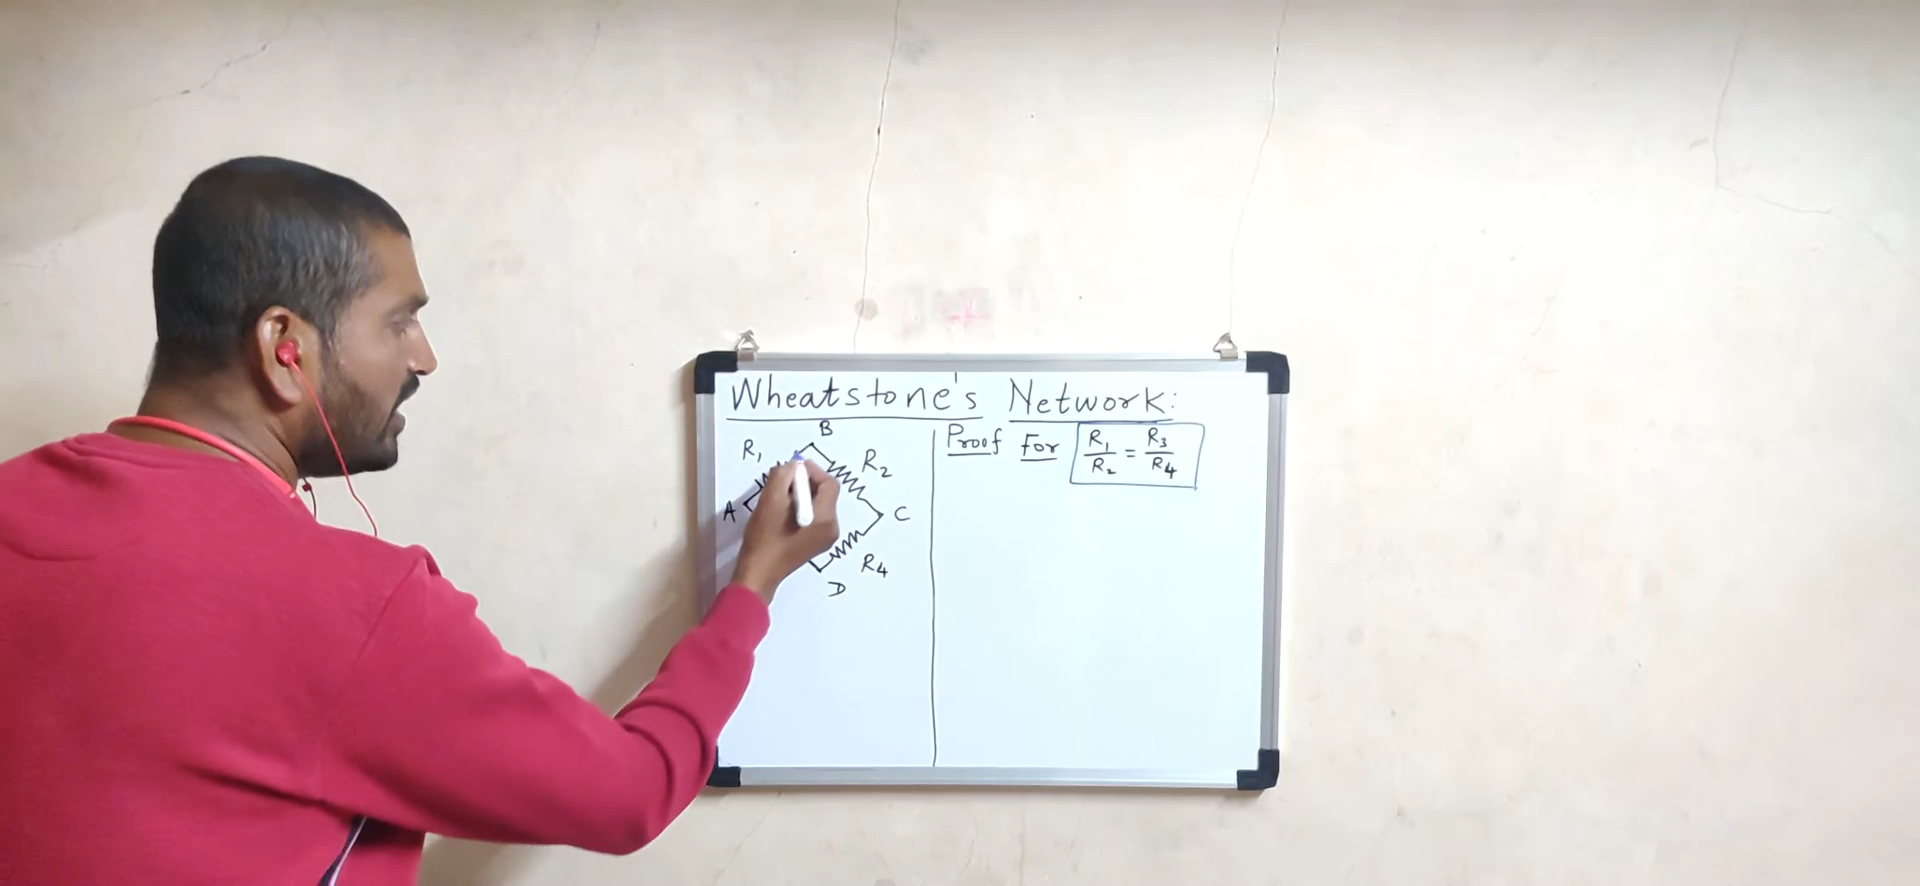 Wheatstone's Network:
B
R₁
R₂
A
C
R₄
D
Proof For R₁/R₂ = R₃/R₄